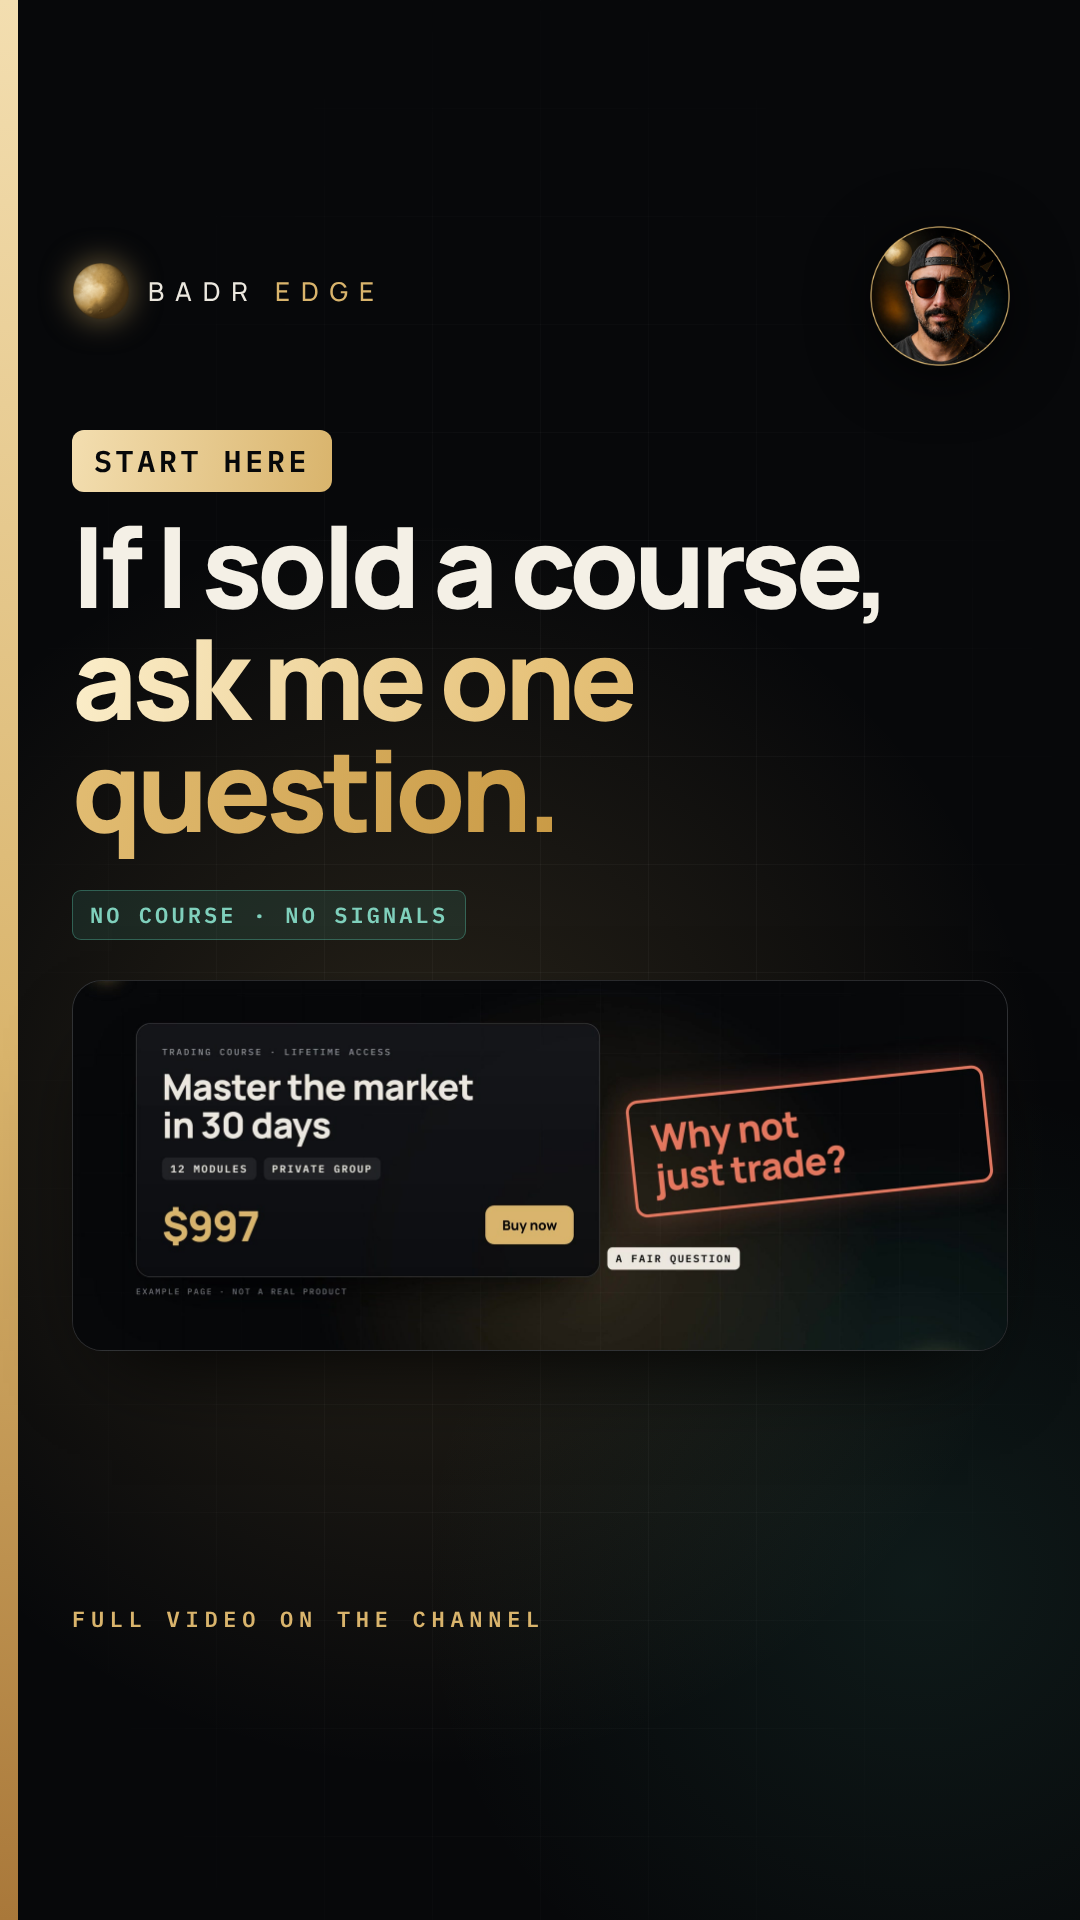 BADR EDGE
START HERE
If I sold a course,
ask me one
question.
NO COURSE · NO SIGNALS
TRADING COURSE · LIFETIME ACCESS
Master the market
in 30 days
12 MODULES
PRIVATE GROUP
$997
Buy now
EXAMPLE PAGE · NOT A REAL PRODUCT
Why not
just trade?
A FAIR QUESTION
FULL VIDEO ON THE CHANNEL